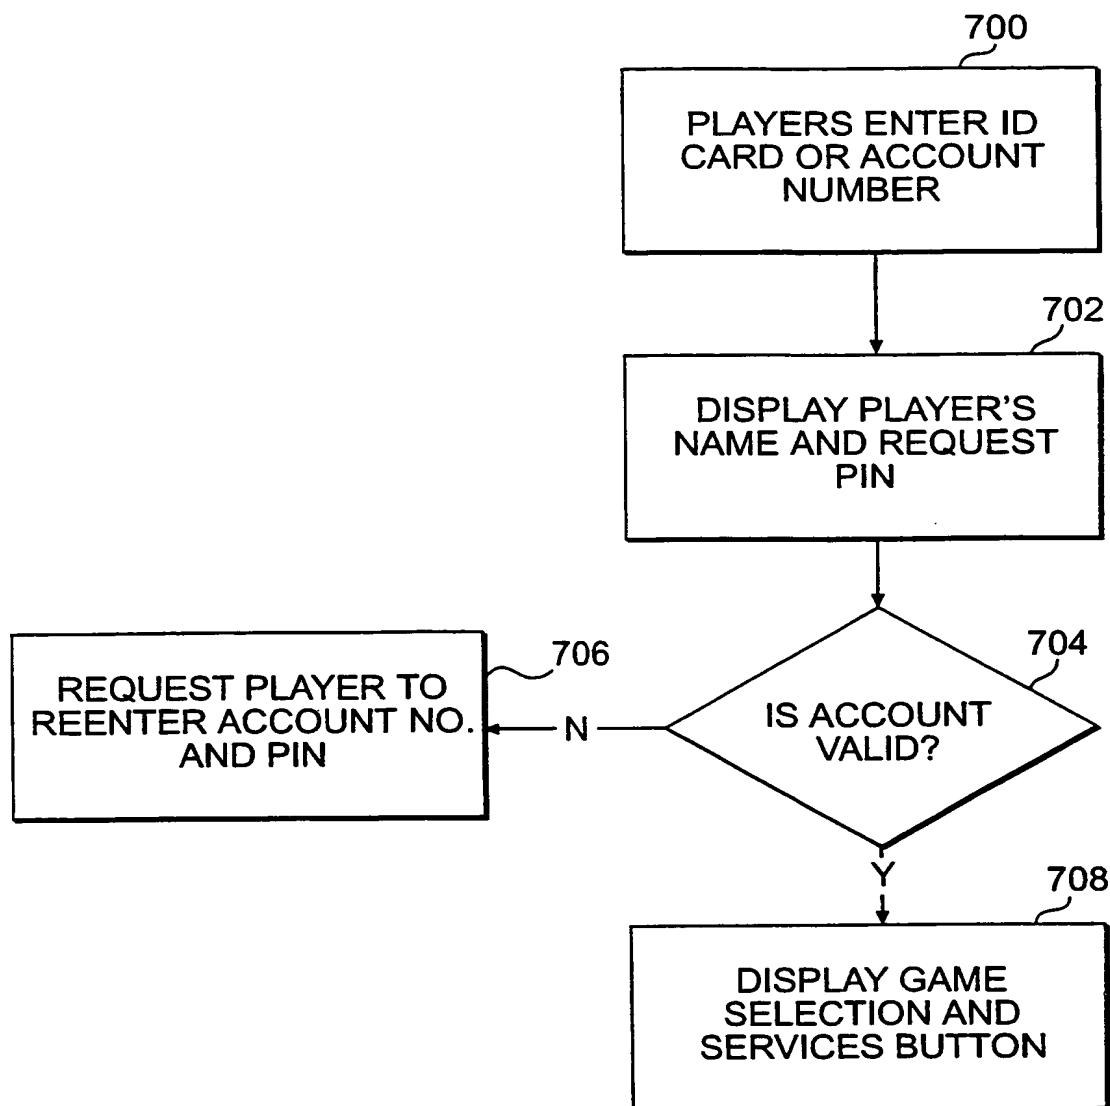 700
PLAYERS ENTER ID
CARD OR ACCOUNT
NUMBER
702
DISPLAY PLAYER'S
NAME AND REQUEST
PIN
704
IS ACCOUNT
VALID?
N
706
REQUEST PLAYER TO
REENTER ACCOUNT NO.
AND PIN
Y
708
DISPLAY GAME
SELECTION AND
SERVICES BUTTON